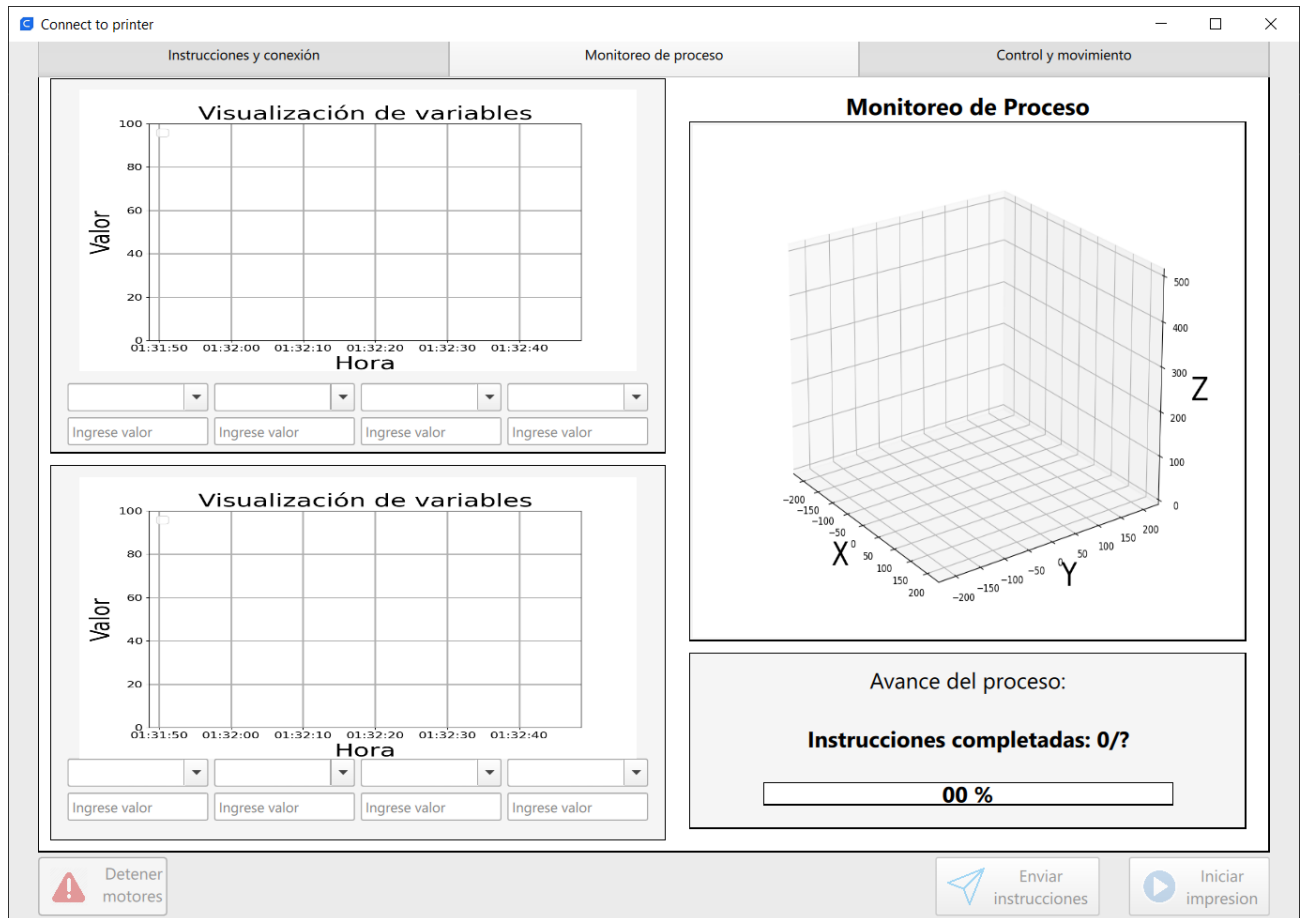 Connect to printer
Instrucciones y conexión
Monitoreo de proceso
Control y movimiento
Visualización de variables
Valor
100
80
60
40
20
0
01:31:50 01:32:00 01:32:10 01:32:20 01:32:30 01:32:40
Hora
Ingrese valor
Ingrese valor
Ingrese valor
Ingrese valor
Visualización de variables
Valor
100
80
60
40
20
0
01:31:50 01:32:00 01:32:10 01:32:20 01:32:30 01:32:40
Hora
Ingrese valor
Ingrese valor
Ingrese valor
Ingrese valor
Monitoreo de Proceso
500
400
300
200
100
0
Z
−200
−150
−100
−50
0
50
100
150
200
X
−200
−150
−100
−50
0
50
100
150
200
Y
Avance del proceso:
Instrucciones completadas: 0/?
00 %
Detener
motores
Enviar
instrucciones
Iniciar
impresion